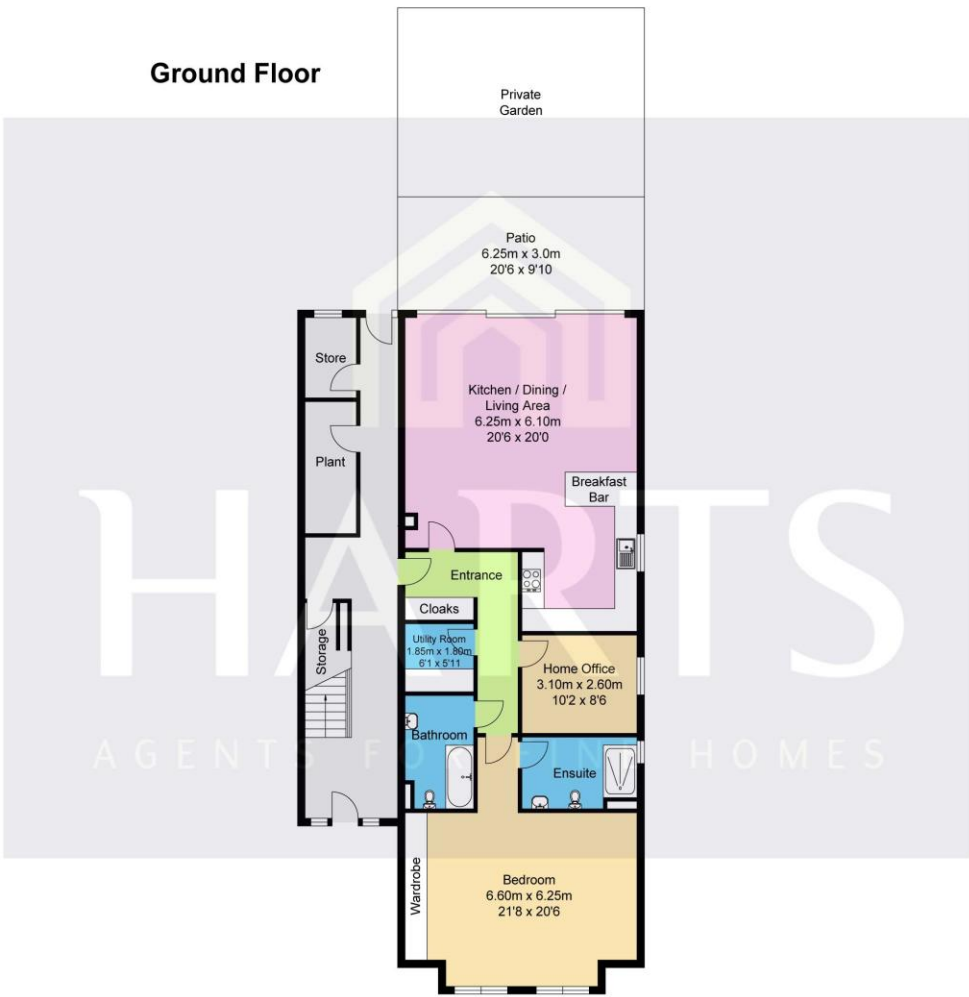 Ground Floor
Private
Garden
Patio
6.25m x 3.0m
20'6 x 9'10
Store
Kitchen / Dining /
Living Area
6.25m x 6.10m
20'6 x 20'0
Plant
Breakfast
Bar
HARTS
Entrance
Cloaks
Storage
Utility Room
1.85m x 1.80m
6'1 x 5'11
Home Office
3.10m x 2.60m
10'2 x 8'6
Bathroom
AGENTS FOR FINE HOMES
Ensuite
Wardrobe
Bedroom
6.60m x 6.25m
21'8 x 20'6